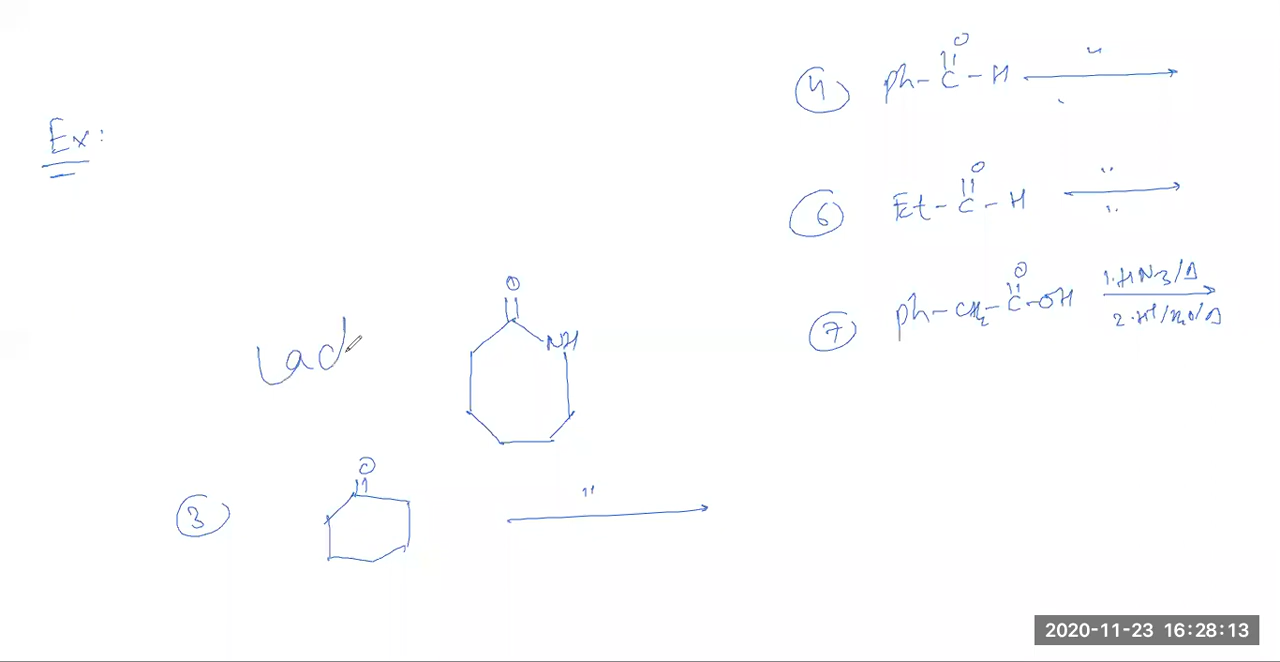 Ex:
O
NH
Lact
③
O
"
④ Ph-C-H
O
"
⑥ Et-C-H
O
"
"
⑦ Ph-CH₂-C-OH
O
1. HN₃/Δ
2. H⁺/H₂O/Δ
2020-11-23 16:28:13